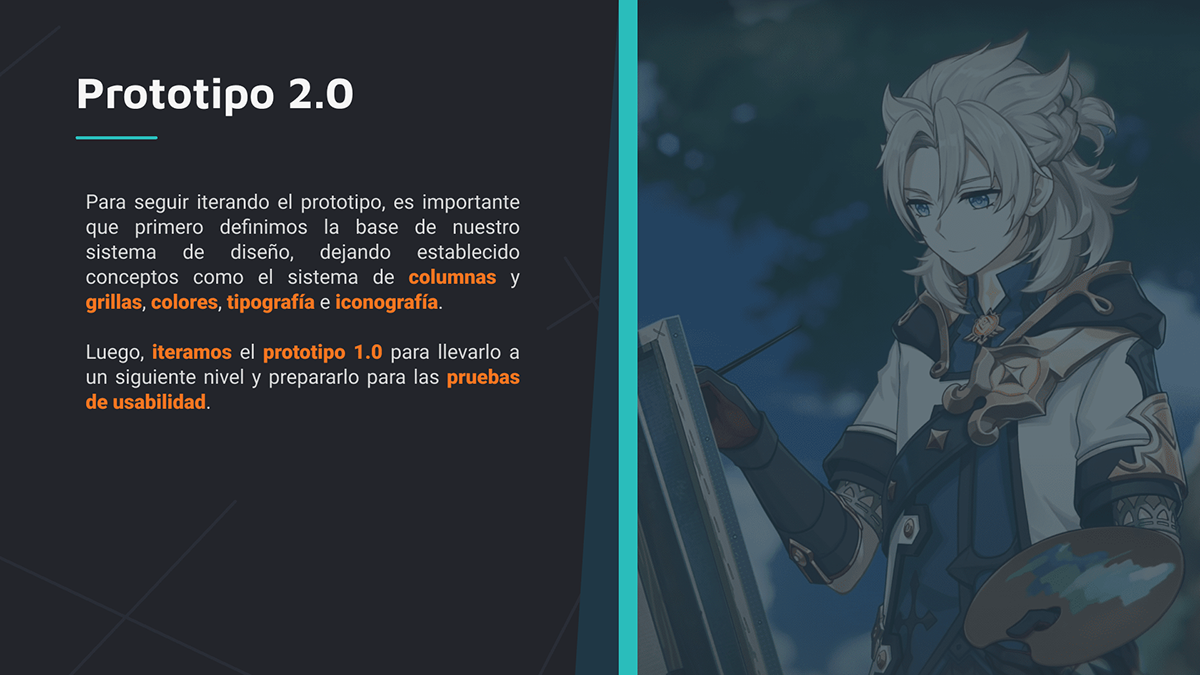 Prototipo 2.0
Para seguir iterando el prototipo, es importante
que primero definimos la base de nuestro
sistema de diseño, dejando establecido
conceptos como el sistema de columnas y
grillas, colores, tipografía e iconografía.
Luego, iteramos el prototipo 1.0 para llevarlo a
un siguiente nivel y prepararlo para las pruebas
de usabilidad.